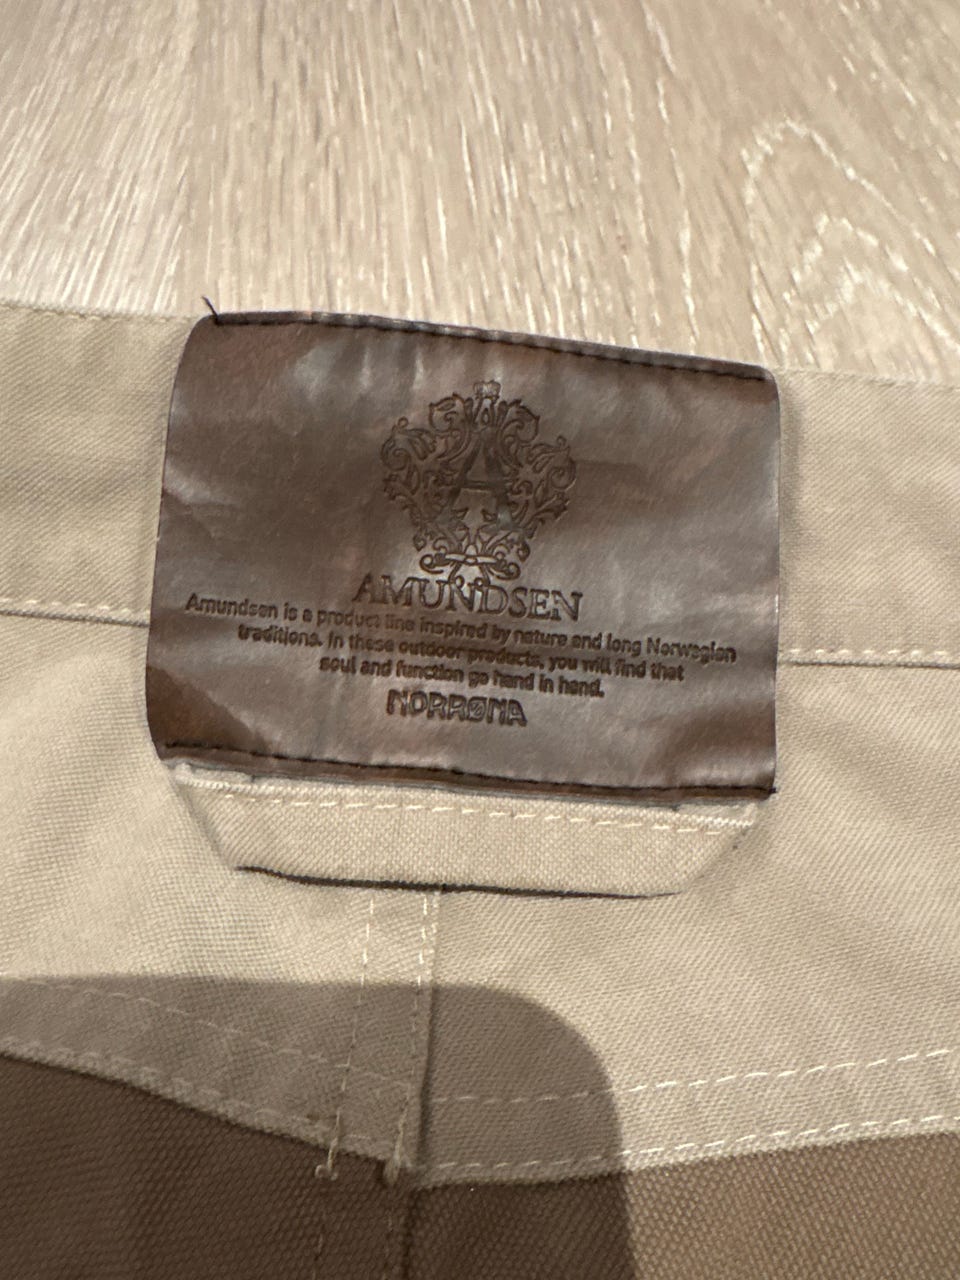 A
AMUNDSEN
Amundsen is a product line inspired by nature and long Norwegian
traditions. In these outdoor products, you will find that
soul and function go hand in hand.
NORRØNA